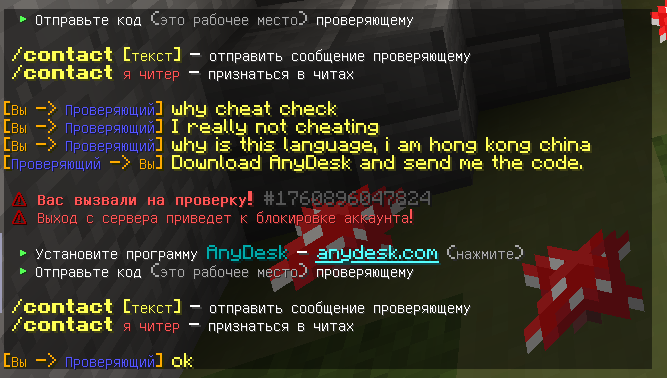 ► Отправьте код (это рабочее место) проверяющему
/contact [текст] — отправить сообщение проверяющему
/contact я читер — признаться в читах
[Вы —> Проверяющий] why cheat check
[Вы —> Проверяющий] I really not cheating
[Вы —> Проверяющий] why is this language, i am hong kong china
[Проверяющий —> Вы] Download AnyDesk and send me the code.
⚠ Вас вызвали на проверку! #1760896047824
⚠ Выход с сервера приведет к блокировке аккаунта!
► Установите программу AnyDesk — anydesk.com (нажмите)
► Отправьте код (это рабочее место) проверяющему
/contact [текст] — отправить сообщение проверяющему
/contact я читер — признаться в читах
[Вы —> Проверяющий] ok